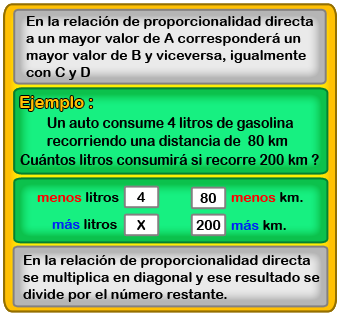 En la relación de proporcionalidad directa
a un mayor valor de A corresponderá un
mayor valor de B y viceversa, igualmente
con C y D
Ejemplo :
Un auto consume 4 litros de gasolina
recorriendo una distancia de 80 km
Cuántos litros consumirá si recorre 200 km ?
menos litros 4 80 menos km.
más litros X 200 más km.
En la relación de proporcionalidad directa
se multiplica en diagonal y ese resultado se
divide por el número restante.